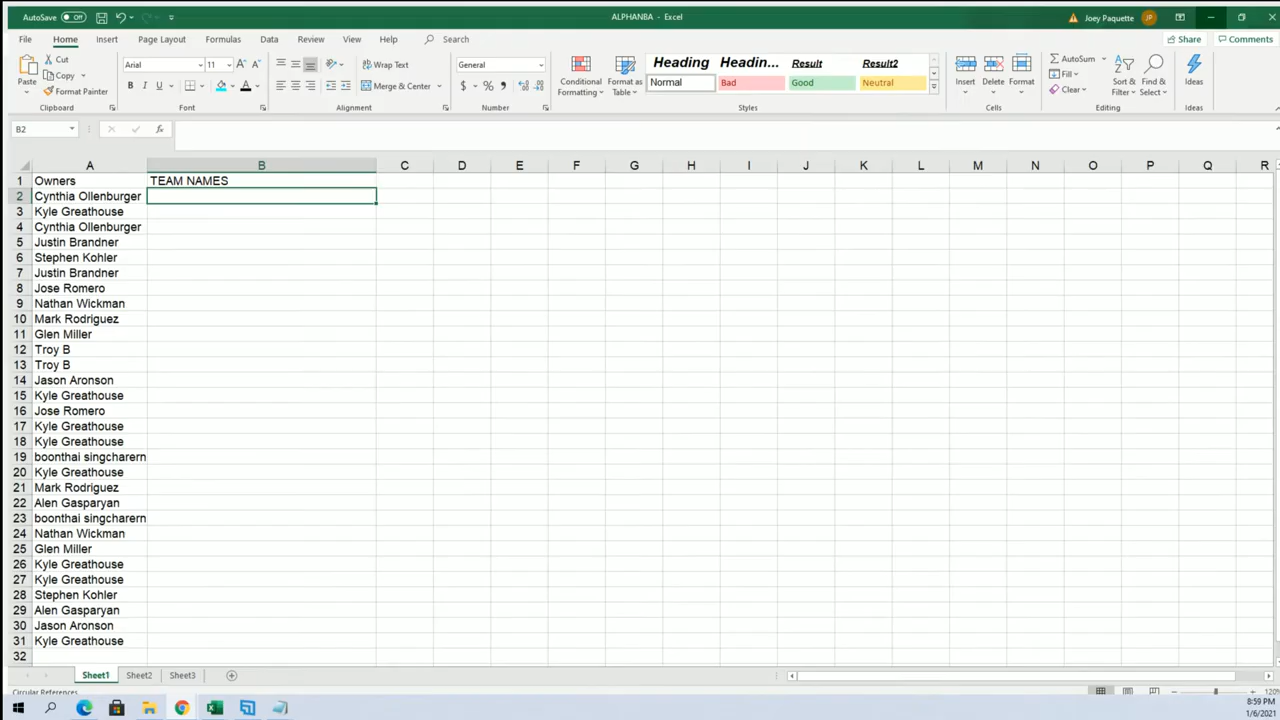 AutoSave Off
ALPHANBA - Excel
Joey Paquette JP
File Home Insert Page Layout Formulas Data Review View Help Search
Share Comments
Paste
Cut
Copy
Format Painter
Clipboard
Arial 11
B I U
Font
Wrap Text
Merge & Center
Alignment
General
$ %
Number
Conditional Formatting
Format as Table
Heading Headin... Result Result2
Normal Bad Good Neutral
Styles
Insert Delete Format
Cells
AutoSum
Fill
Clear
Sort & Filter
Find & Select
Editing
Ideas
Ideas
B2
fx
A B C D E F G H I J K L M N O P Q R
1 Owners TEAM NAMES
2 Cynthia Ollenburger
3 Kyle Greathouse
4 Cynthia Ollenburger
5 Justin Brandner
6 Stephen Kohler
7 Justin Brandner
8 Jose Romero
9 Nathan Wickman
10 Mark Rodriguez
11 Glen Miller
12 Troy B
13 Troy B
14 Jason Aronson
15 Kyle Greathouse
16 Jose Romero
17 Kyle Greathouse
18 Kyle Greathouse
19 boonthai singcharern
20 Kyle Greathouse
21 Mark Rodriguez
22 Alen Gasparyan
23 boonthai singcharern
24 Nathan Wickman
25 Glen Miller
26 Kyle Greathouse
27 Kyle Greathouse
28 Stephen Kohler
29 Alen Gasparyan
30 Jason Aronson
31 Kyle Greathouse
32
Sheet1 Sheet2 Sheet3
Circular References
8:59 PM
1/6/2021